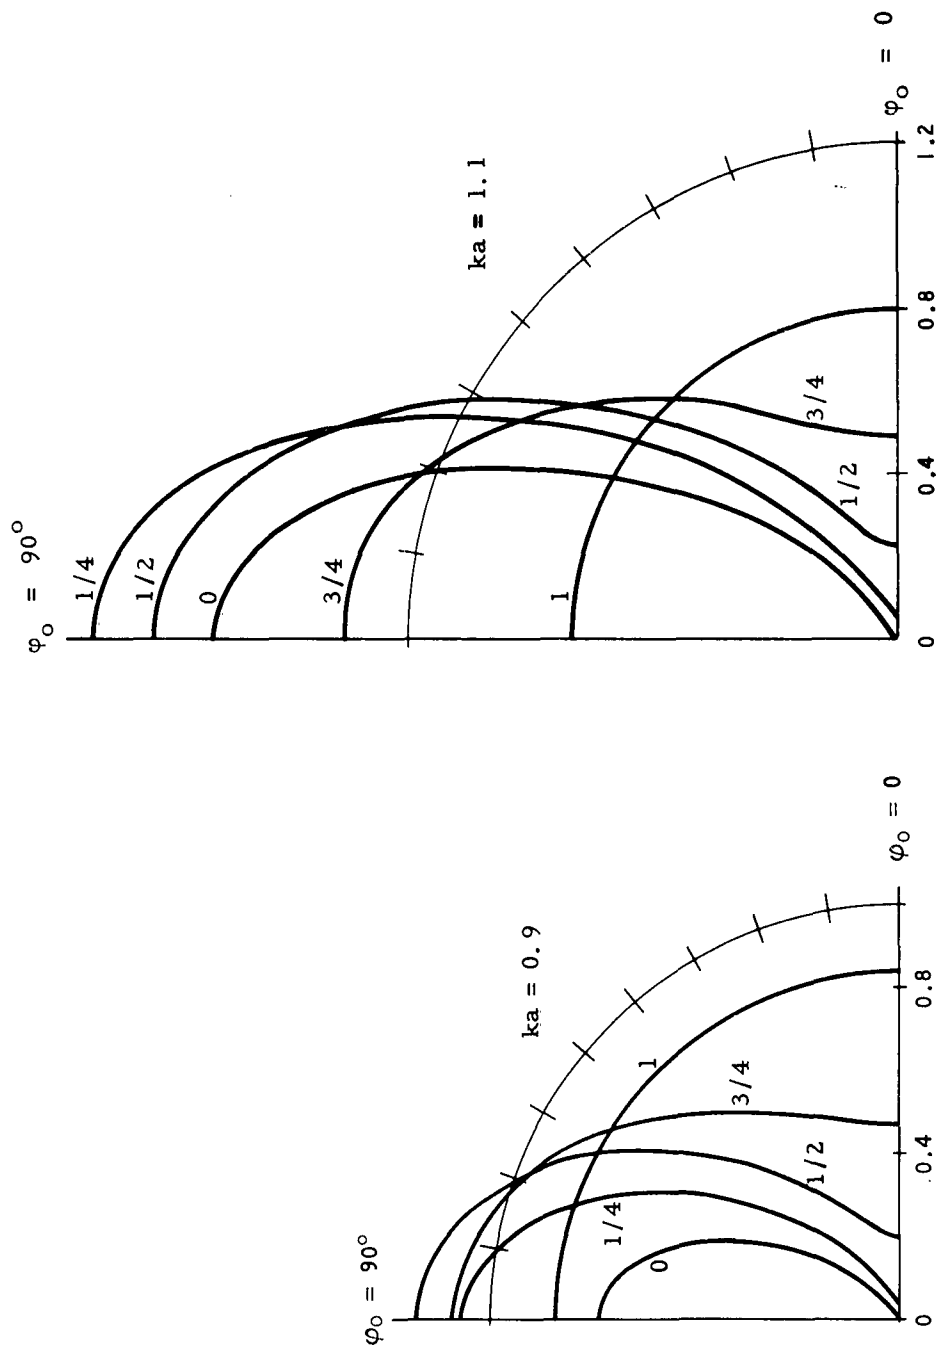 φₒ = 90°
ka = 0.9
1
1/4
0
3/4
1/2
φₒ = 0
0 0.4 0.8
φₒ = 90°
1/4
1/2
0
3/4
ka = 1.1
1
3/4
1/2
φₒ = 0
0 0.4 0.8 1.2